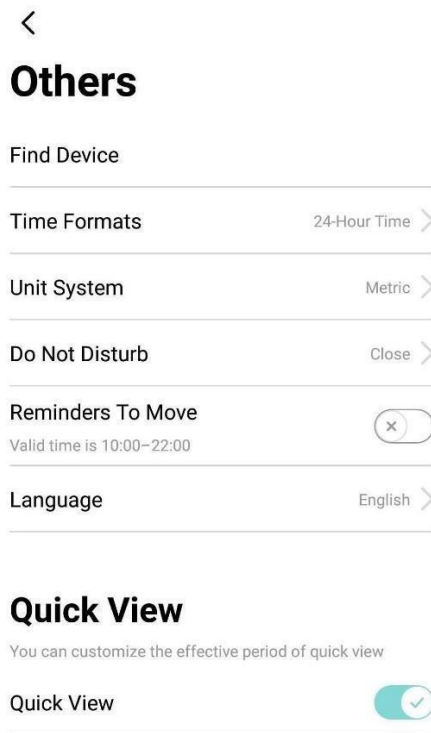 Others
Find Device
Time Formats 24-Hour Time
Unit System Metric
Do Not Disturb Close
Reminders To Move
Valid time is 10:00–22:00
Language English
Quick View
You can customize the effective period of quick view
Quick View